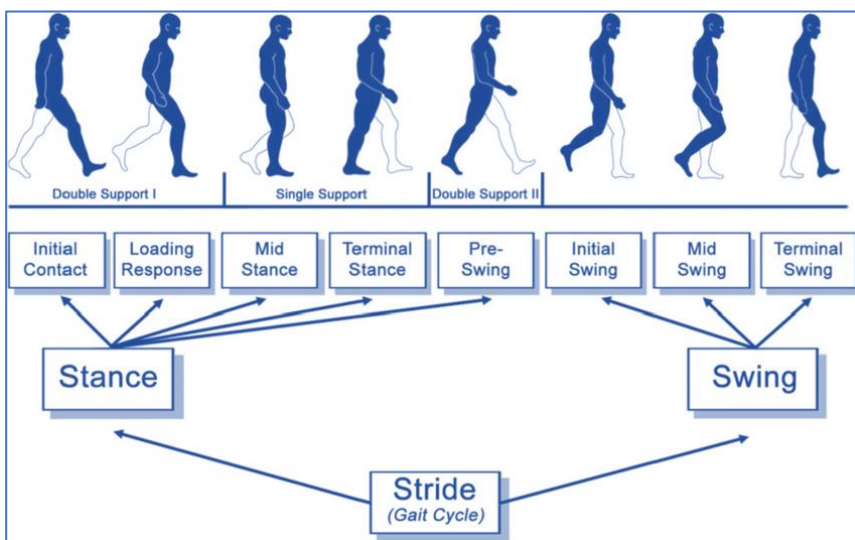 Double Support I
Single Support
Double Support II
Initial
Contact
Loading
Response
Mid
Stance
Terminal
Stance
Pre-
Swing
Initial
Swing
Mid
Swing
Terminal
Swing
Stance
Swing
Stride
(Gait Cycle)